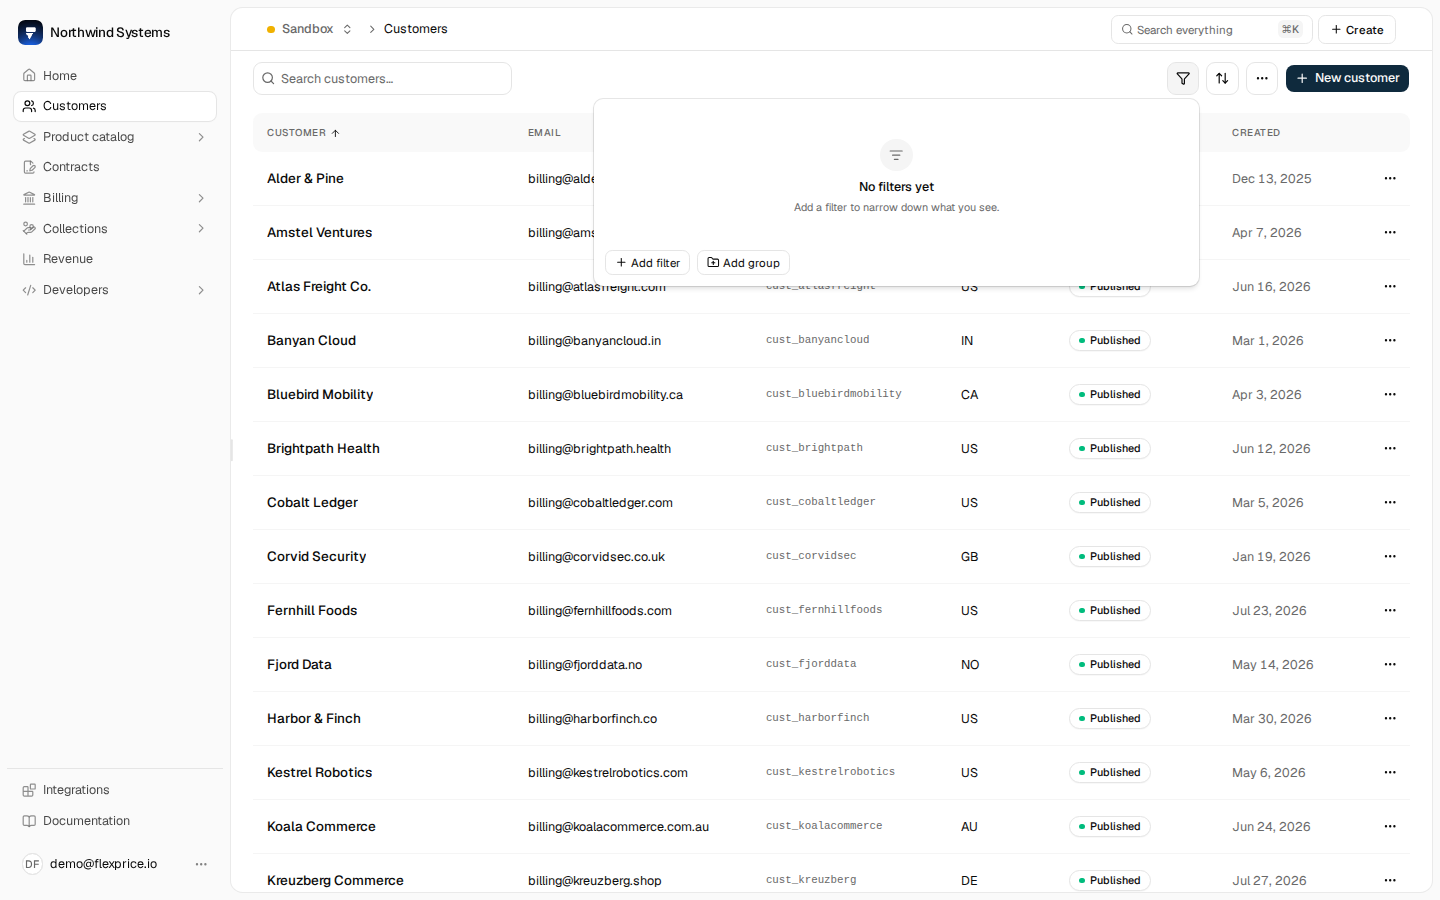 Northwind Systems
Home
Customers
Product catalog
Contracts
Billing
Collections
Revenue
Developers
Integrations
Documentation
DF demo@flexprice.io
Sandbox
Customers
Search everything ⌘K
Create
Search customers...
New customer
CUSTOMER EMAIL CREATED
No filters yet
Add a filter to narrow down what you see.
Add filter
Add group
Alder & Pine billing@alde Dec 13, 2025
Amstel Ventures billing@ams Apr 7, 2026
Atlas Freight Co. billing@atlasfreight.com cust_atlasfreight US Published Jun 16, 2026
Banyan Cloud billing@banyancloud.in cust_banyancloud IN Published Mar 1, 2026
Bluebird Mobility billing@bluebirdmobility.ca cust_bluebirdmobility CA Published Apr 3, 2026
Brightpath Health billing@brightpath.health cust_brightpath US Published Jun 12, 2026
Cobalt Ledger billing@cobaltledger.com cust_cobaltledger US Published Mar 5, 2026
Corvid Security billing@corvidsec.co.uk cust_corvidsec GB Published Jan 19, 2026
Fernhill Foods billing@fernhillfoods.com cust_fernhillfoods US Published Jul 23, 2026
Fjord Data billing@fjorddata.no cust_fjorddata NO Published May 14, 2026
Harbor & Finch billing@harborfinch.co cust_harborfinch US Published Mar 30, 2026
Kestrel Robotics billing@kestrelrobotics.com cust_kestrelrobotics US Published May 6, 2026
Koala Commerce billing@koalacommerce.com.au cust_koalacommerce AU Published Jun 24, 2026
Kreuzberg Commerce billing@kreuzberg.shop cust_kreuzberg DE Published Jul 27, 2026